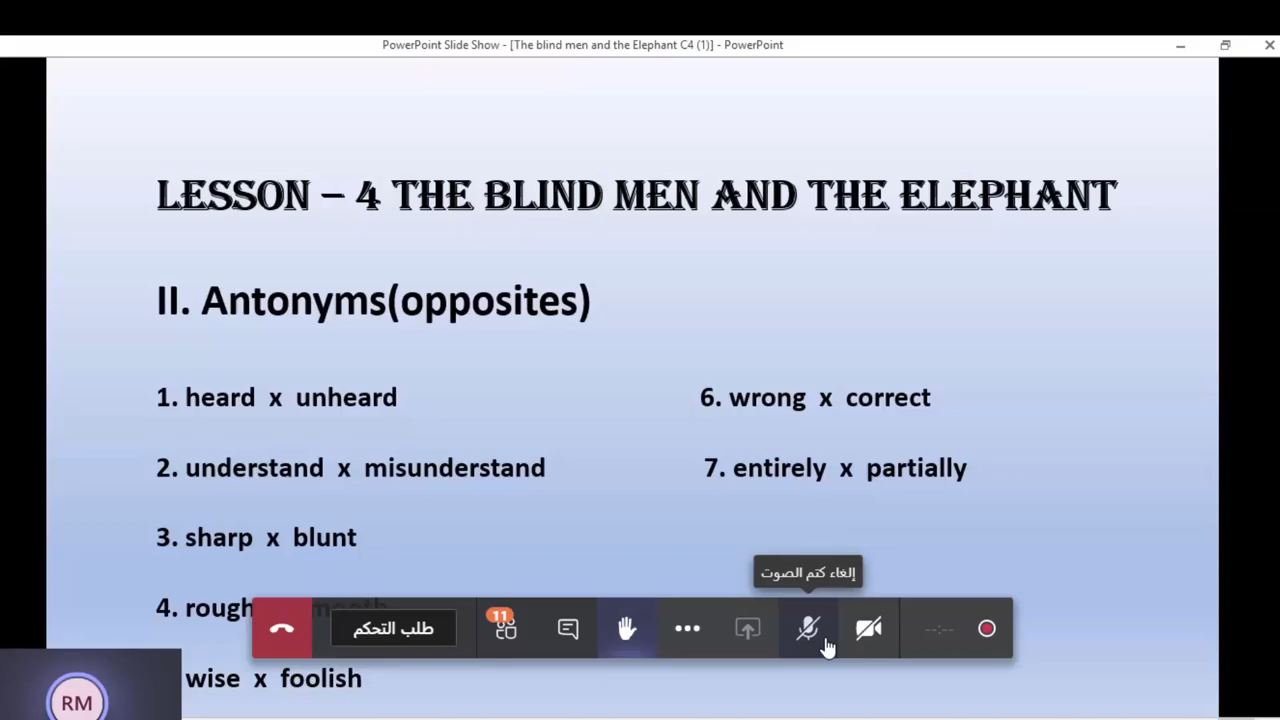 PowerPoint Slide Show - [The blind men and the Elephant C4 (1)] - PowerPoint
LESSON – 4 THE BLIND MEN AND THE ELEPHANT
II. Antonyms(opposites)
1. heard x unheard
6. wrong x correct
2. understand x misunderstand
7. entirely x partially
3. sharp x blunt
إلغاء كتم الصوت
4. rough
طلب التحكم
11
--:--
wise x foolish
RM